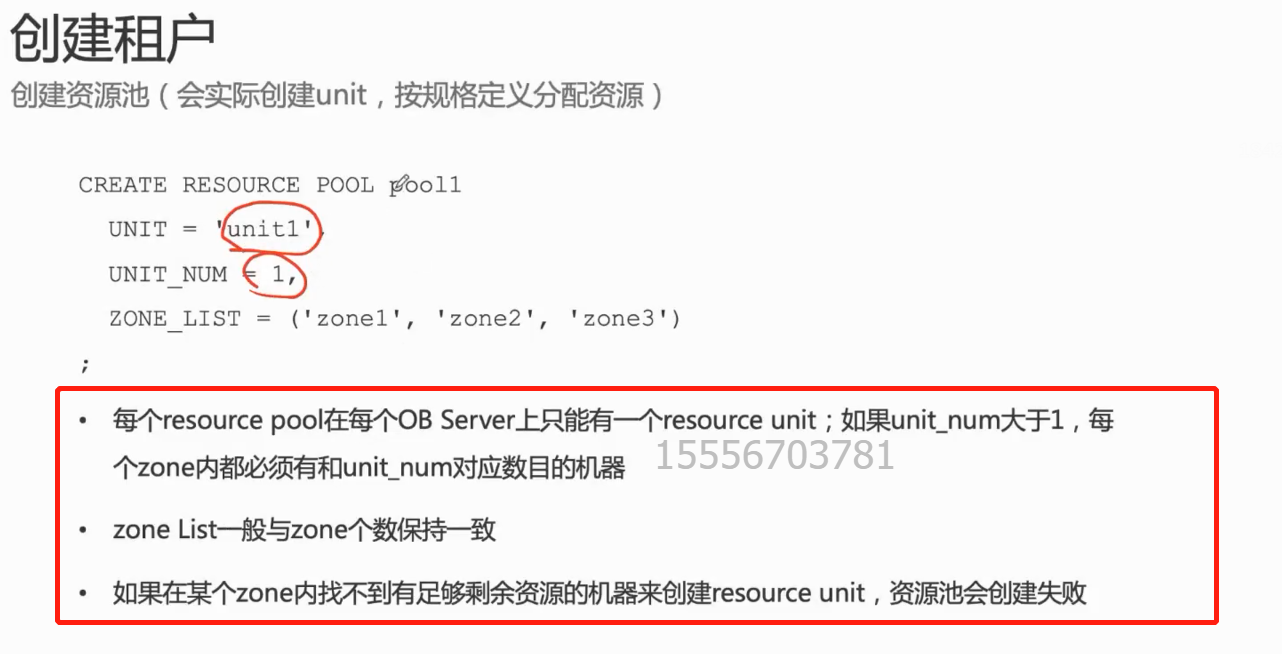 创建租户
创建资源池（会实际创建unit，按规格定义分配资源）
CREATE RESOURCE POOL pool1
UNIT = 'unit1',
UNIT_NUM = 1,
ZONE_LIST = ('zone1', 'zone2', 'zone3')
;
• 每个resource pool在每个OB Server上只能有一个resource unit；如果unit_num大于1，每
个zone内都必须有和unit_num对应数目的机器
15556703781
• zone List一般与zone个数保持一致
• 如果在某个zone内找不到有足够剩余资源的机器来创建resource unit，资源池会创建失败